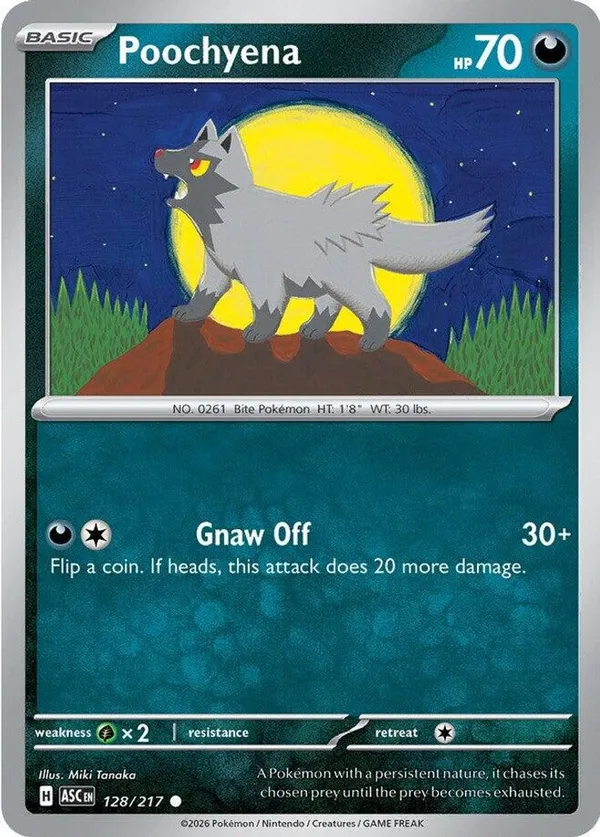 BASIC Poochyena HP 70
NO. 0261 Bite Pokémon HT: 1'8" WT: 30 lbs.
Gnaw Off 30+
Flip a coin. If heads, this attack does 20 more damage.
weakness ×2 resistance retreat
Illus. Miki Tanaka
A Pokémon with a persistent nature, it chases its
chosen prey until the prey becomes exhausted.
H ASC EN 128/217
©2026 Pokémon / Nintendo / Creatures / GAME FREAK